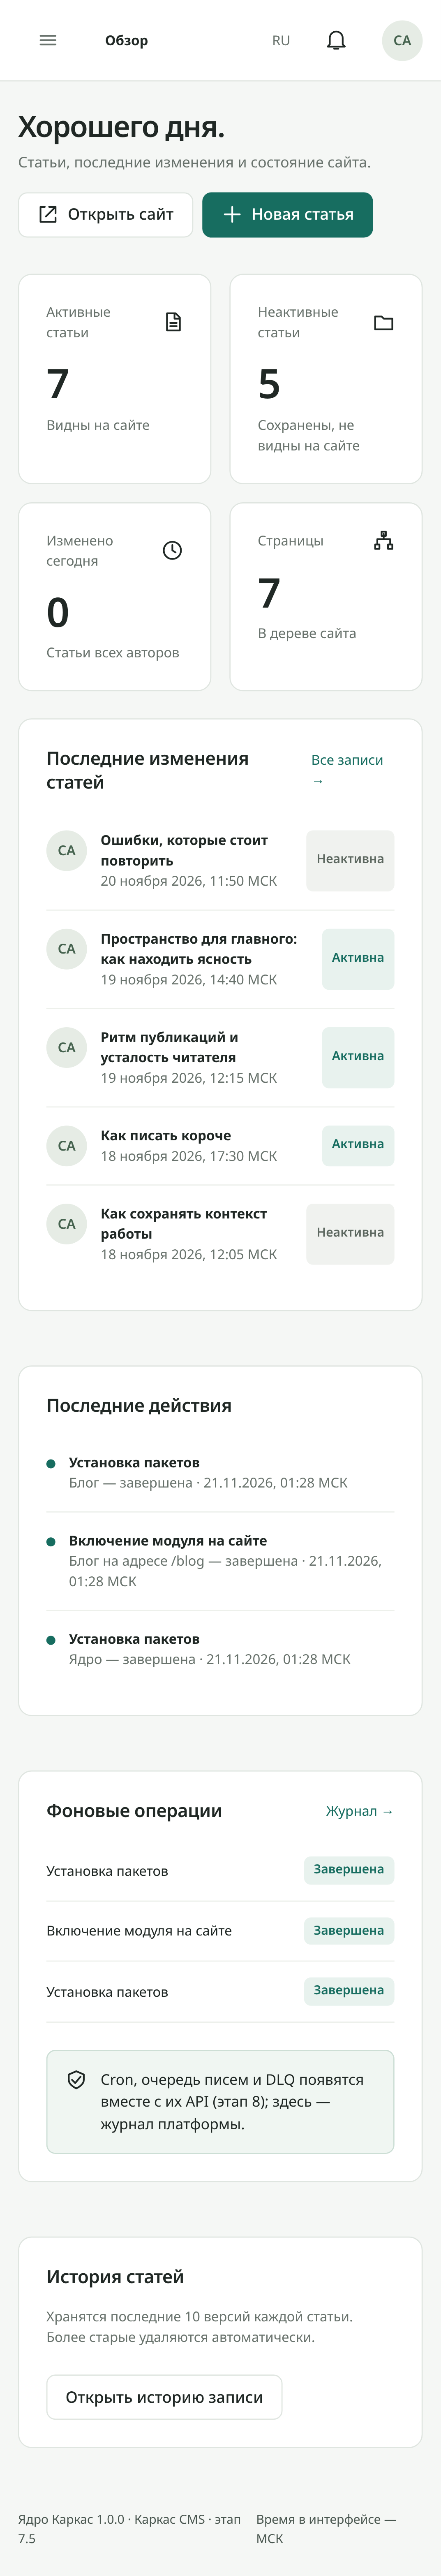 Обзор
RU
CA
Хорошего дня.
Статьи, последние изменения и состояние сайта.
Открыть сайт
Новая статья
Активные
статьи
7
Видны на сайте
Неактивные
статьи
5
Сохранены, не
видны на сайте
Изменено
сегодня
0
Статьи всех авторов
Страницы
7
В дереве сайта
Последние изменения
статей
Все записи
→
CA
Ошибки, которые стоит
повторить
20 ноября 2026, 11:50 МСК
Неактивна
CA
Пространство для главного:
как находить ясность
19 ноября 2026, 14:40 МСК
Активна
CA
Ритм публикаций и
усталость читателя
19 ноября 2026, 12:15 МСК
Активна
CA
Как писать короче
18 ноября 2026, 17:30 МСК
Активна
CA
Как сохранять контекст
работы
18 ноября 2026, 12:05 МСК
Неактивна
Последние действия
Установка пакетов
Блог — завершена · 21.11.2026, 01:28 МСК
Включение модуля на сайте
Блог на адресе /blog — завершена · 21.11.2026,
01:28 МСК
Установка пакетов
Ядро — завершена · 21.11.2026, 01:28 МСК
Фоновые операции
Журнал →
Установка пакетов
Завершена
Включение модуля на сайте
Завершена
Установка пакетов
Завершена
Cron, очередь писем и DLQ появятся
вместе с их API (этап 8); здесь —
журнал платформы.
История статей
Хранятся последние 10 версий каждой статьи.
Более старые удаляются автоматически.
Открыть историю записи
Ядро Каркас 1.0.0 · Каркас CMS · этап
7.5
Время в интерфейсе —
МСК